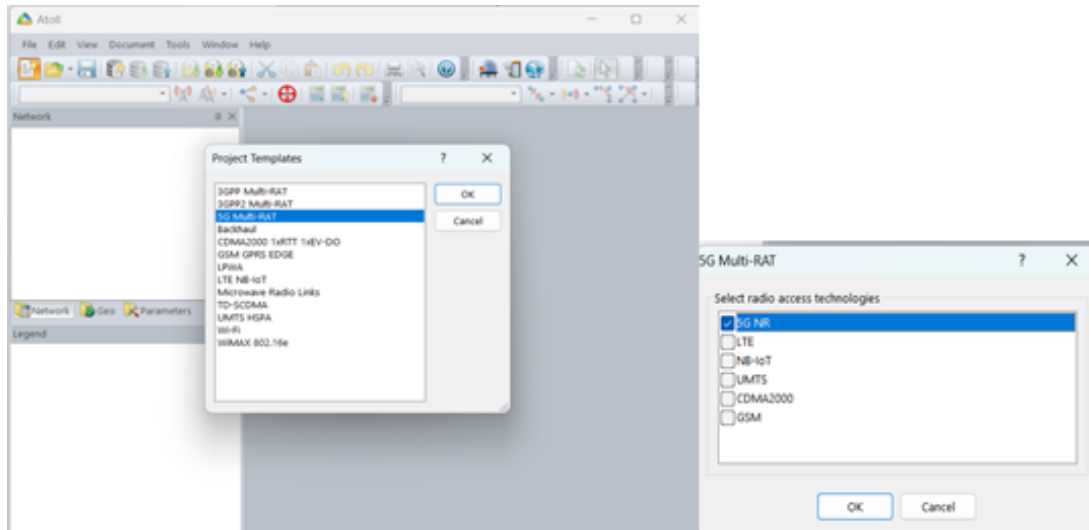 Atoll
File Edit View Document Tools Window Help
Network
Project Templates ?
3GPP Multi-RAT
3GPP2 Multi-RAT
5G Multi-RAT
Backhaul
CDMA2000 1xRTT 1xEV-DO
GSM GPRS EDGE
LPWA
LTE NB-IoT
Microwave Radio Links
TD-SCDMA
UMTS HSPA
Wi-Fi
WiMAX 802.16e
OK
Cancel
Network Geo Parameters
Legend
5G Multi-RAT ?
Select radio access technologies
5G NR
LTE
NB-IoT
UMTS
CDMA2000
GSM
OK Cancel